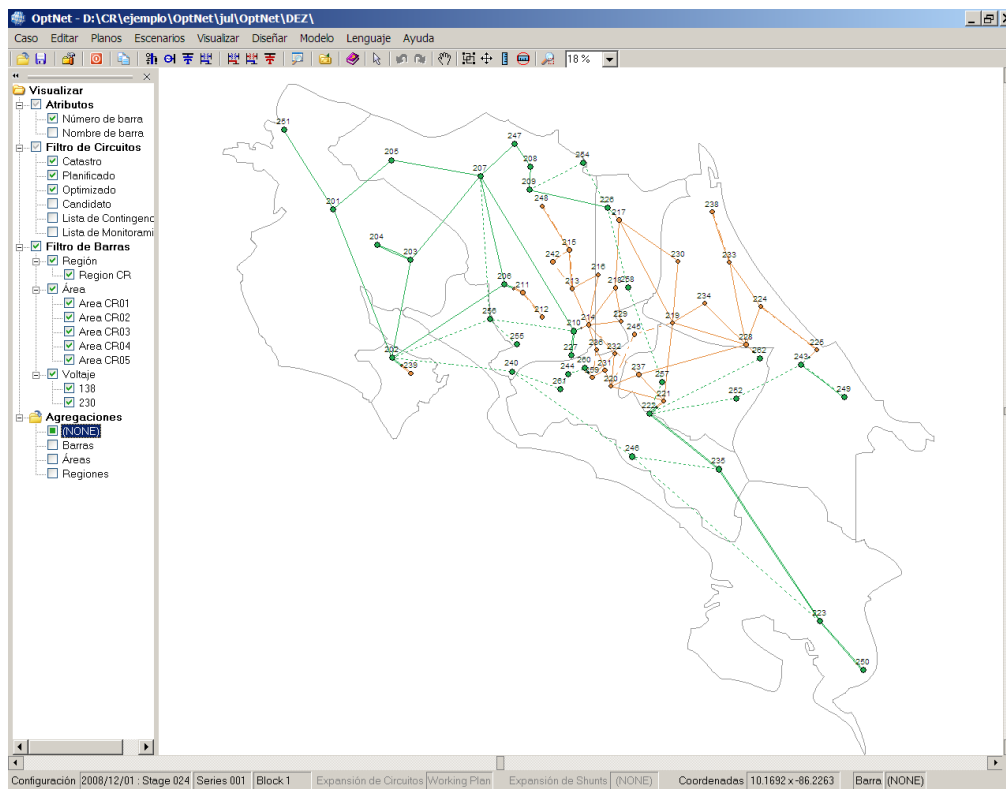 OptNet - D:\CR\ejemplo\OptNet\jul\OptNet\DEZ\
Caso Editar Planos Escenarios Visualizar Diseñar Modelo Lenguaje Ayuda
18 %
Visualizar
Atributos
Número de barra
Nombre de barra
Filtro de Circuitos
Catastro
Planificado
Optimizado
Candidato
Lista de Contingenc
Lista de Monitorami
Filtro de Barras
Región
Region CR
Área
Area CR01
Area CR02
Area CR03
Area CR04
Area CR05
Voltaje
138
230
Agregaciones
(NONE)
Barras
Áreas
Regiones
251
247
205
208
254
207
209
201
248
226
217
238
204
203
215
242
216
230
233
206
211
213
218
258
234
224
212
256
210
214
229
219
245
255
227
236
232
228
225
202
262
243
239
240
244
260
259
231
237
257
261
220
221
252
249
222
246
235
223
250
Configuración 2008/12/01 : Stage 024 Series 001 Block 1 Expansión de Circuitos Working Plan Expansión de Shunts (NONE) Coordenadas 10.1692 x -86.2263 Barra (NONE)